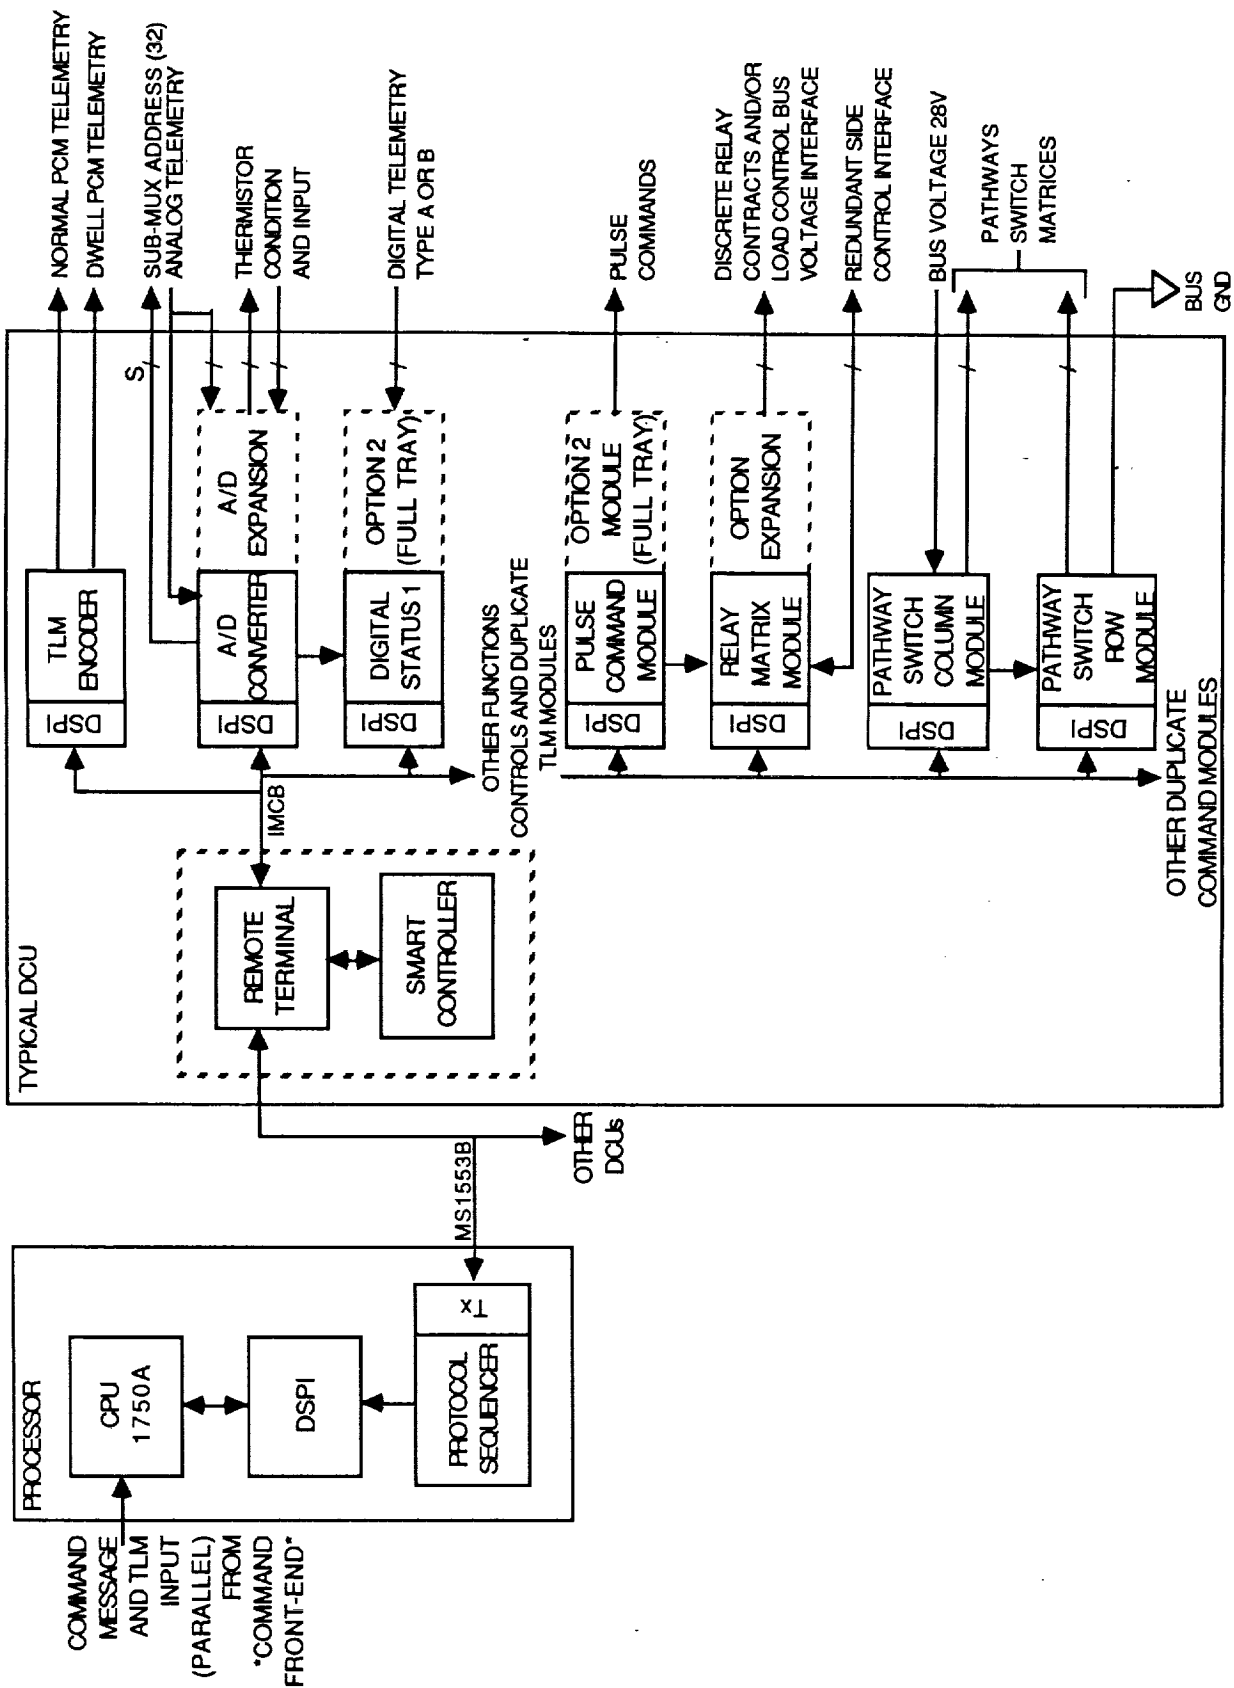 PROCESSOR
COMMAND
MESSAGE
AND TLM
INPUT
(PARALLEL)
FROM
"COMMAND
FRONT-END"
CPU
1750A
DSPI
PROTOCOL
SEQUENCER
Tx
MS1553B
OTHER
DCUs
TYPICAL DCU
REMOTE
TERMINAL
SMART
CONTROLLER
IMCB
DSPI
TLM
ENCODER
NORMAL PCM TELEMETRY
DWELL PCM TELEMETRY
DSPI
A/D
CONVERTER
A/D
EXPANSION
S
SUB-MUX ADDRESS (32)
ANALOG TELEMETRY
THERMISTOR
CONDITION
AND INPUT
DSPI
DIGITAL
STATUS 1
OPTION 2
(FULL TRAY)
DIGITAL TELEMETRY
TYPE A OR B
OTHER FUNCTIONS
CONTROLS AND DUPLICATE
TLM MODULES
DSPI
PULSE
COMMAND
MODULE
OPTION 2
MODULE
(FULL TRAY)
PULSE
COMMANDS
DSPI
RELAY
MATRIX
MODULE
OPTION
EXPANSION
DISCRETE RELAY
CONTRACTS AND/OR
LOAD CONTROL BUS
VOLTAGE INTERFACE
REDUNDANT SIDE
CONTROL INTERFACE
DSPI
PATHWAY
SWITCH
COLUMN
MODULE
BUS VOLTAGE 28V
PATHWAYS
SWITCH
MATRICES
DSPI
PATHWAY
SWITCH
ROW
MODULE
BUS
GND
OTHER DUPLICATE
COMMAND MODULES